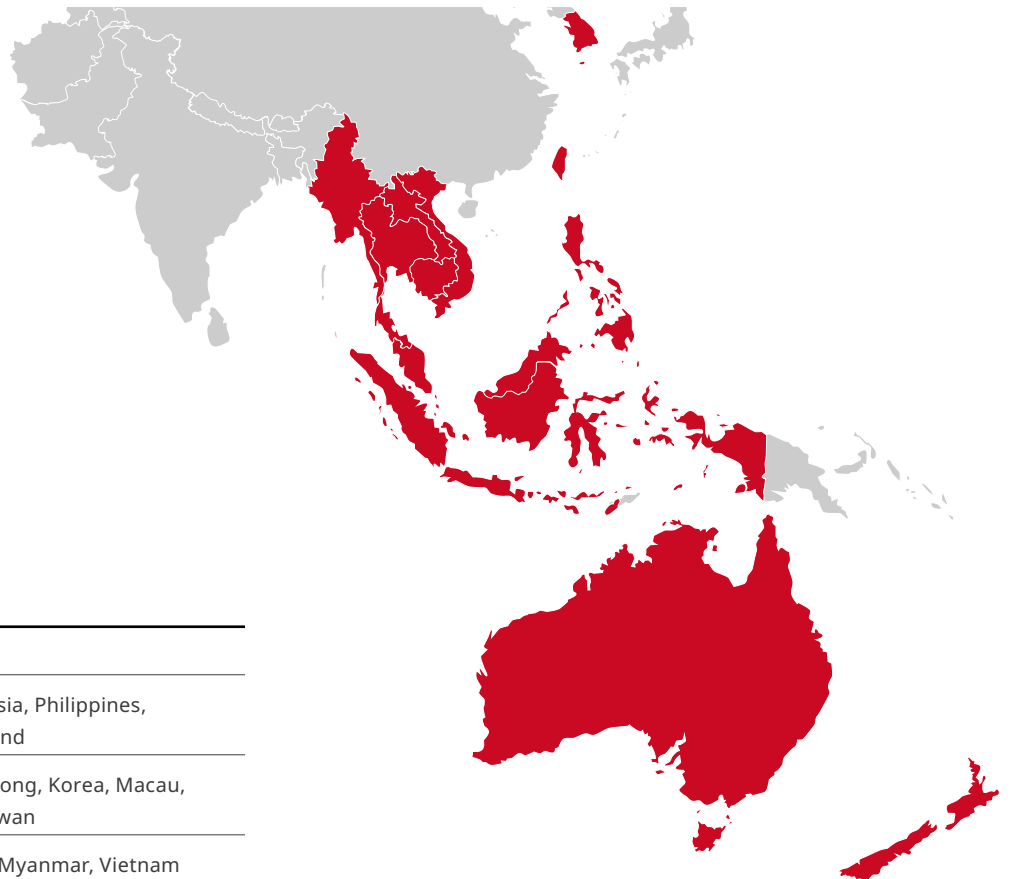 sia, Philippines,
nd
ong, Korea, Macau,
wan
Myanmar, Vietnam